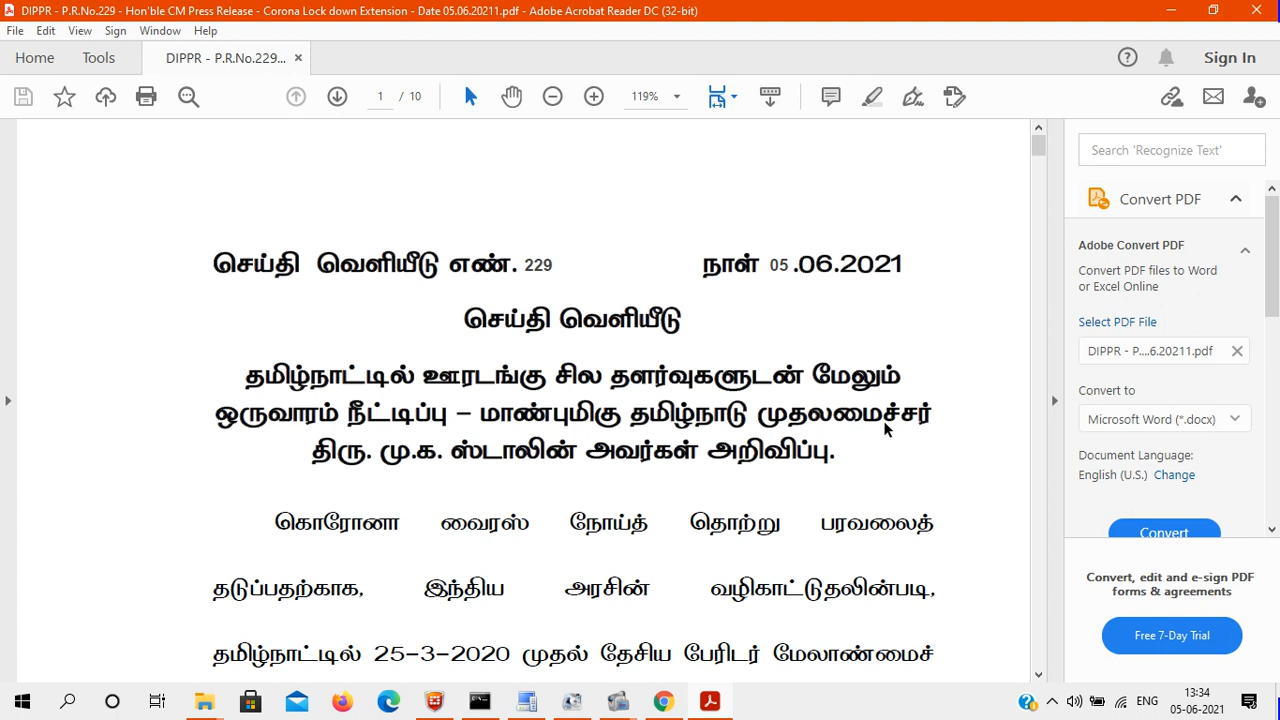 DIPPR - P.R.No.229 - Hon'ble CM Press Release - Corona Lock down Extension - Date 05.06.20211.pdf - Adobe Acrobat Reader DC (32-bit)
File Edit View Sign Window Help
Home Tools DIPPR - P.R.No.229... × Sign In
1 / 10 119%
Search 'Recognize Text'
Convert PDF
Adobe Convert PDF
Convert PDF files to Word
or Excel Online
Select PDF File
DIPPR - P....6.20211.pdf
Convert to
Microsoft Word (*.docx)
Document Language:
English (U.S.) Change
Convert
Convert, edit and e-sign PDF
forms & agreements
Free 7-Day Trial
செய்தி வெளியீடு எண். 229 நாள் 05 .06.2021
செய்தி வெளியீடு
தமிழ்நாட்டில் ஊரடங்கு சில தளர்வுகளுடன் மேலும்
ஒருவாரம் நீட்டிப்பு – மாண்புமிகு தமிழ்நாடு முதலமைச்சர்
திரு. மு.க. ஸ்டாலின் அவர்கள் அறிவிப்பு.
கொரோனா வைரஸ் நோய்த் தொற்று பரவலைத்
தடுப்பதற்காக, இந்திய அரசின் வழிகாட்டுதலின்படி,
தமிழ்நாட்டில் 25-3-2020 முதல் தேசிய பேரிடர் மேலாண்மைச்
ENG 13:34
05-06-2021